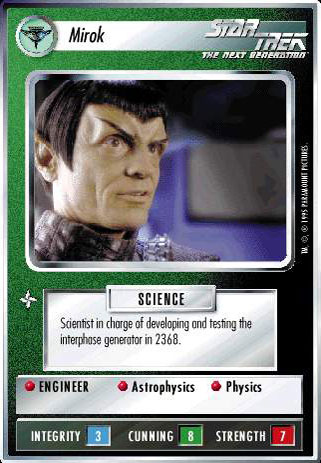 Mirok
STAR TREK
THE NEXT GENERATION
TM, ©, ® 1995 PARAMOUNT PICTURES.
SCIENCE
Scientist in charge of developing and testing the
interphase generator in 2368.
ENGINEER Astrophysics Physics
INTEGRITY 3 CUNNING 8 STRENGTH 7